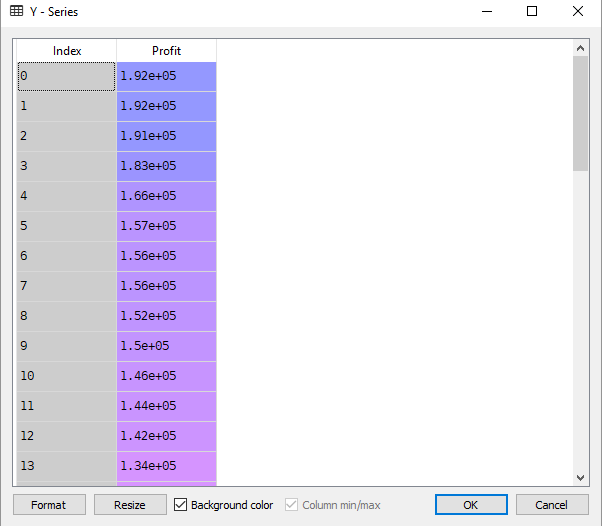 Y - Series
Index Profit
0 1.92e+05
1 1.92e+05
2 1.91e+05
3 1.83e+05
4 1.66e+05
5 1.57e+05
6 1.56e+05
7 1.56e+05
8 1.52e+05
9 1.5e+05
10 1.46e+05
11 1.44e+05
12 1.42e+05
13 1.34e+05
Format Resize Background color Column min/max OK Cancel